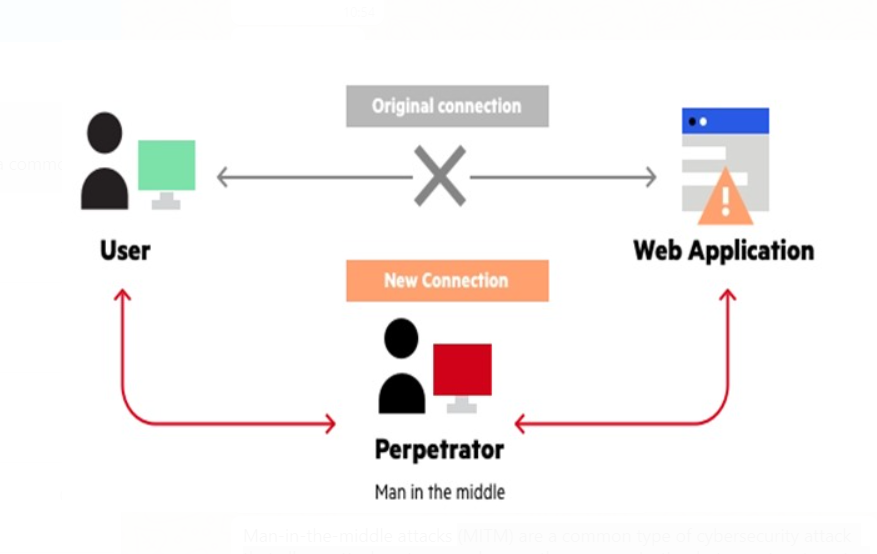 Original connection
User
Web Application
New Connection
Perpetrator
Man in the middle
Man-in-the-middle attacks (MITM) are a common type of cybersecurity attack